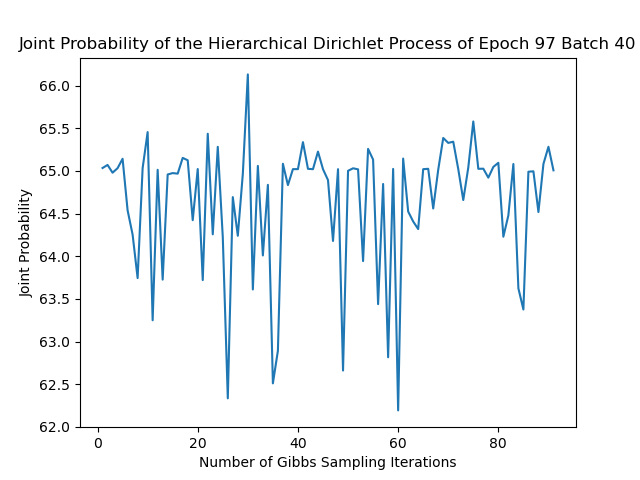 Joint Probability of the Hierarchical Dirichlet Process of Epoch 97 Batch 40
66.0
65.5
65.0
64.5
64.0
63.5
63.0
62.5
62.0
Joint Probability
0 20 40 60 80
Number of Gibbs Sampling Iterations